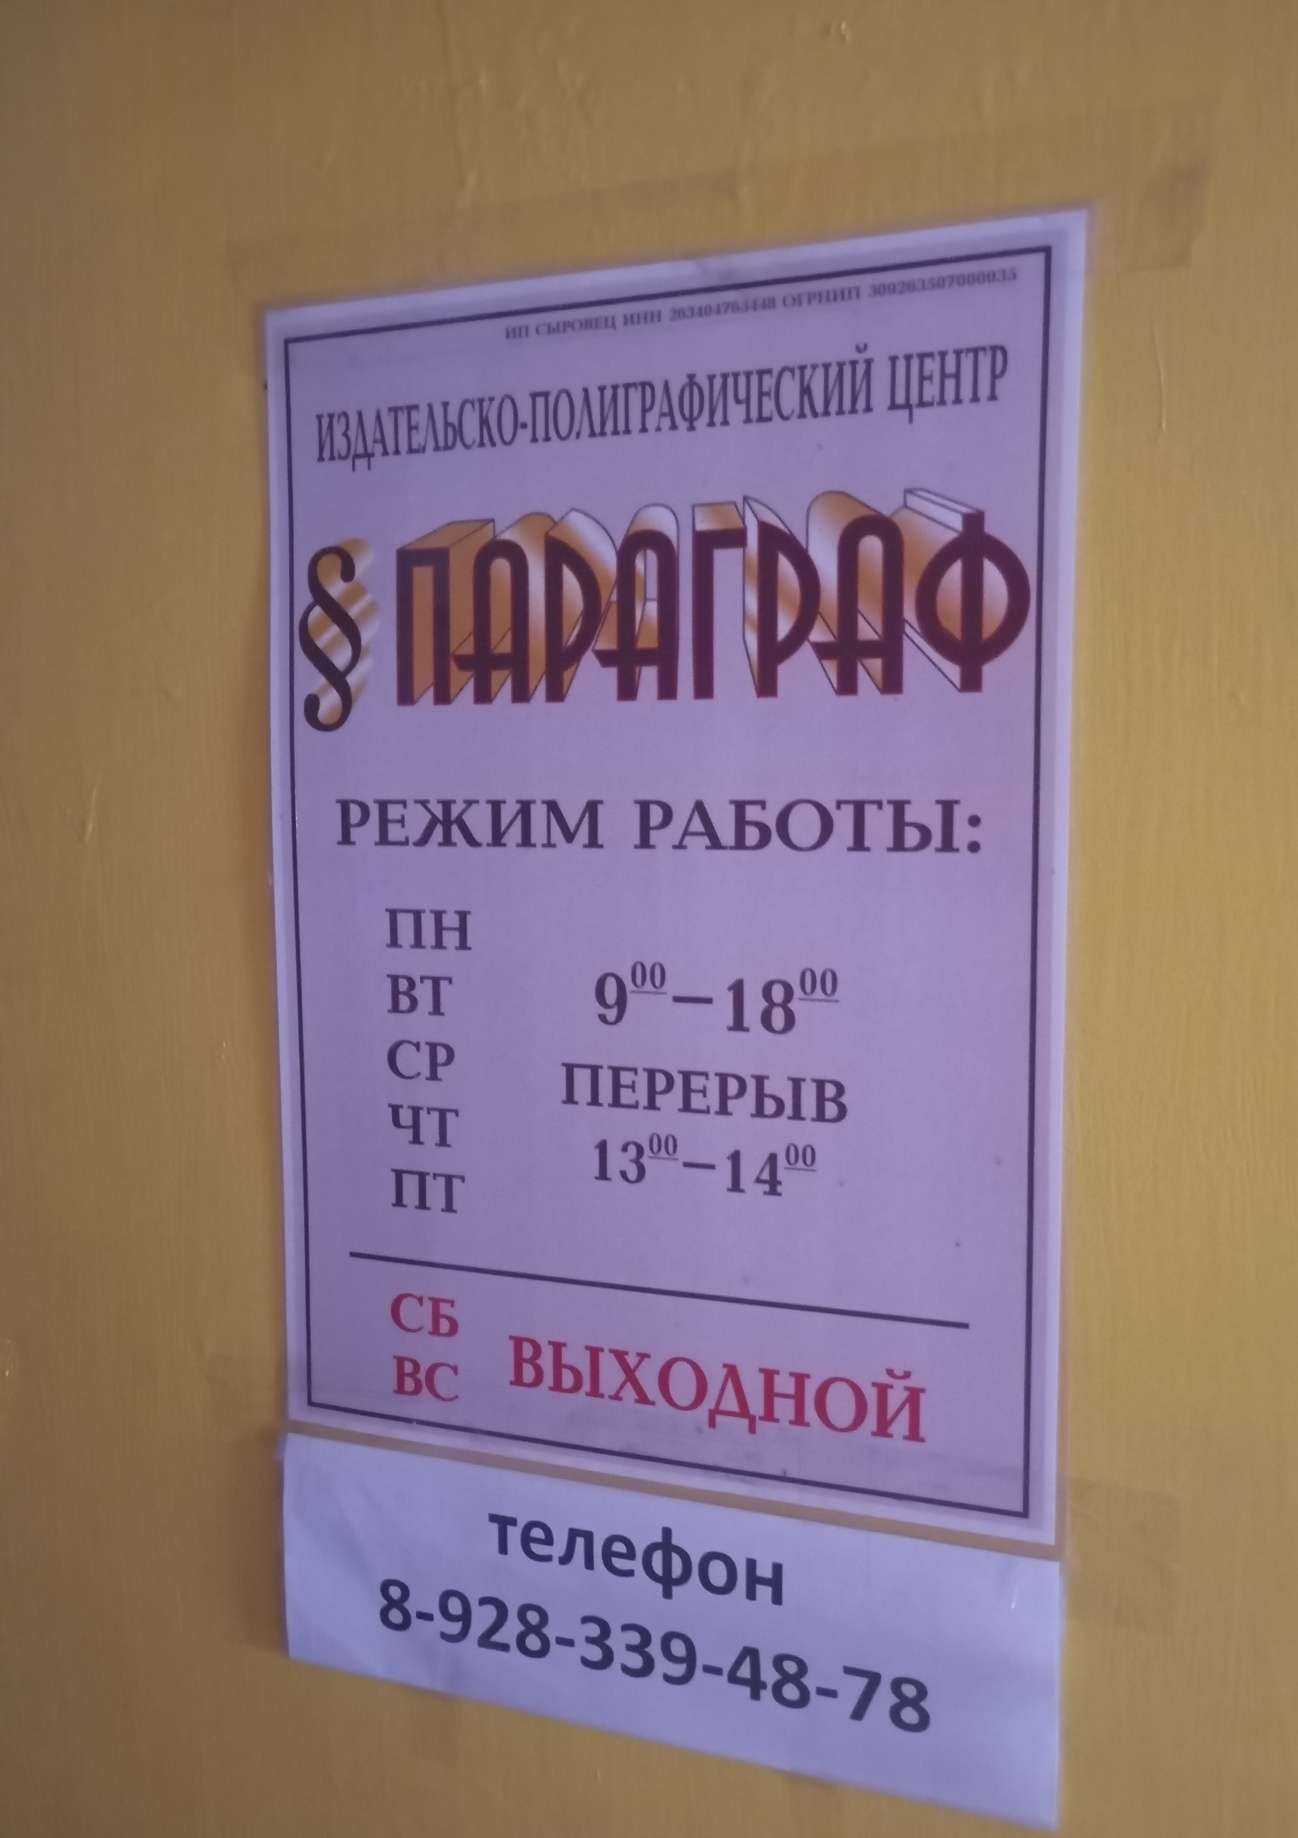 ИП СЫРОВЕЦ ИНН 263404763448 ОГРНИП 309263507000035
ИЗДАТЕЛЬСКО-ПОЛИГРАФИЧЕСКИЙ ЦЕНТР
§ ПАРАГРАФ
РЕЖИМ РАБОТЫ:
ПН
ВТ
СР
ЧТ
ПТ
9⁰⁰–18⁰⁰
ПЕРЕРЫВ
13⁰⁰–14⁰⁰
СБ
ВС
ВЫХОДНОЙ
телефон
8-928-339-48-78